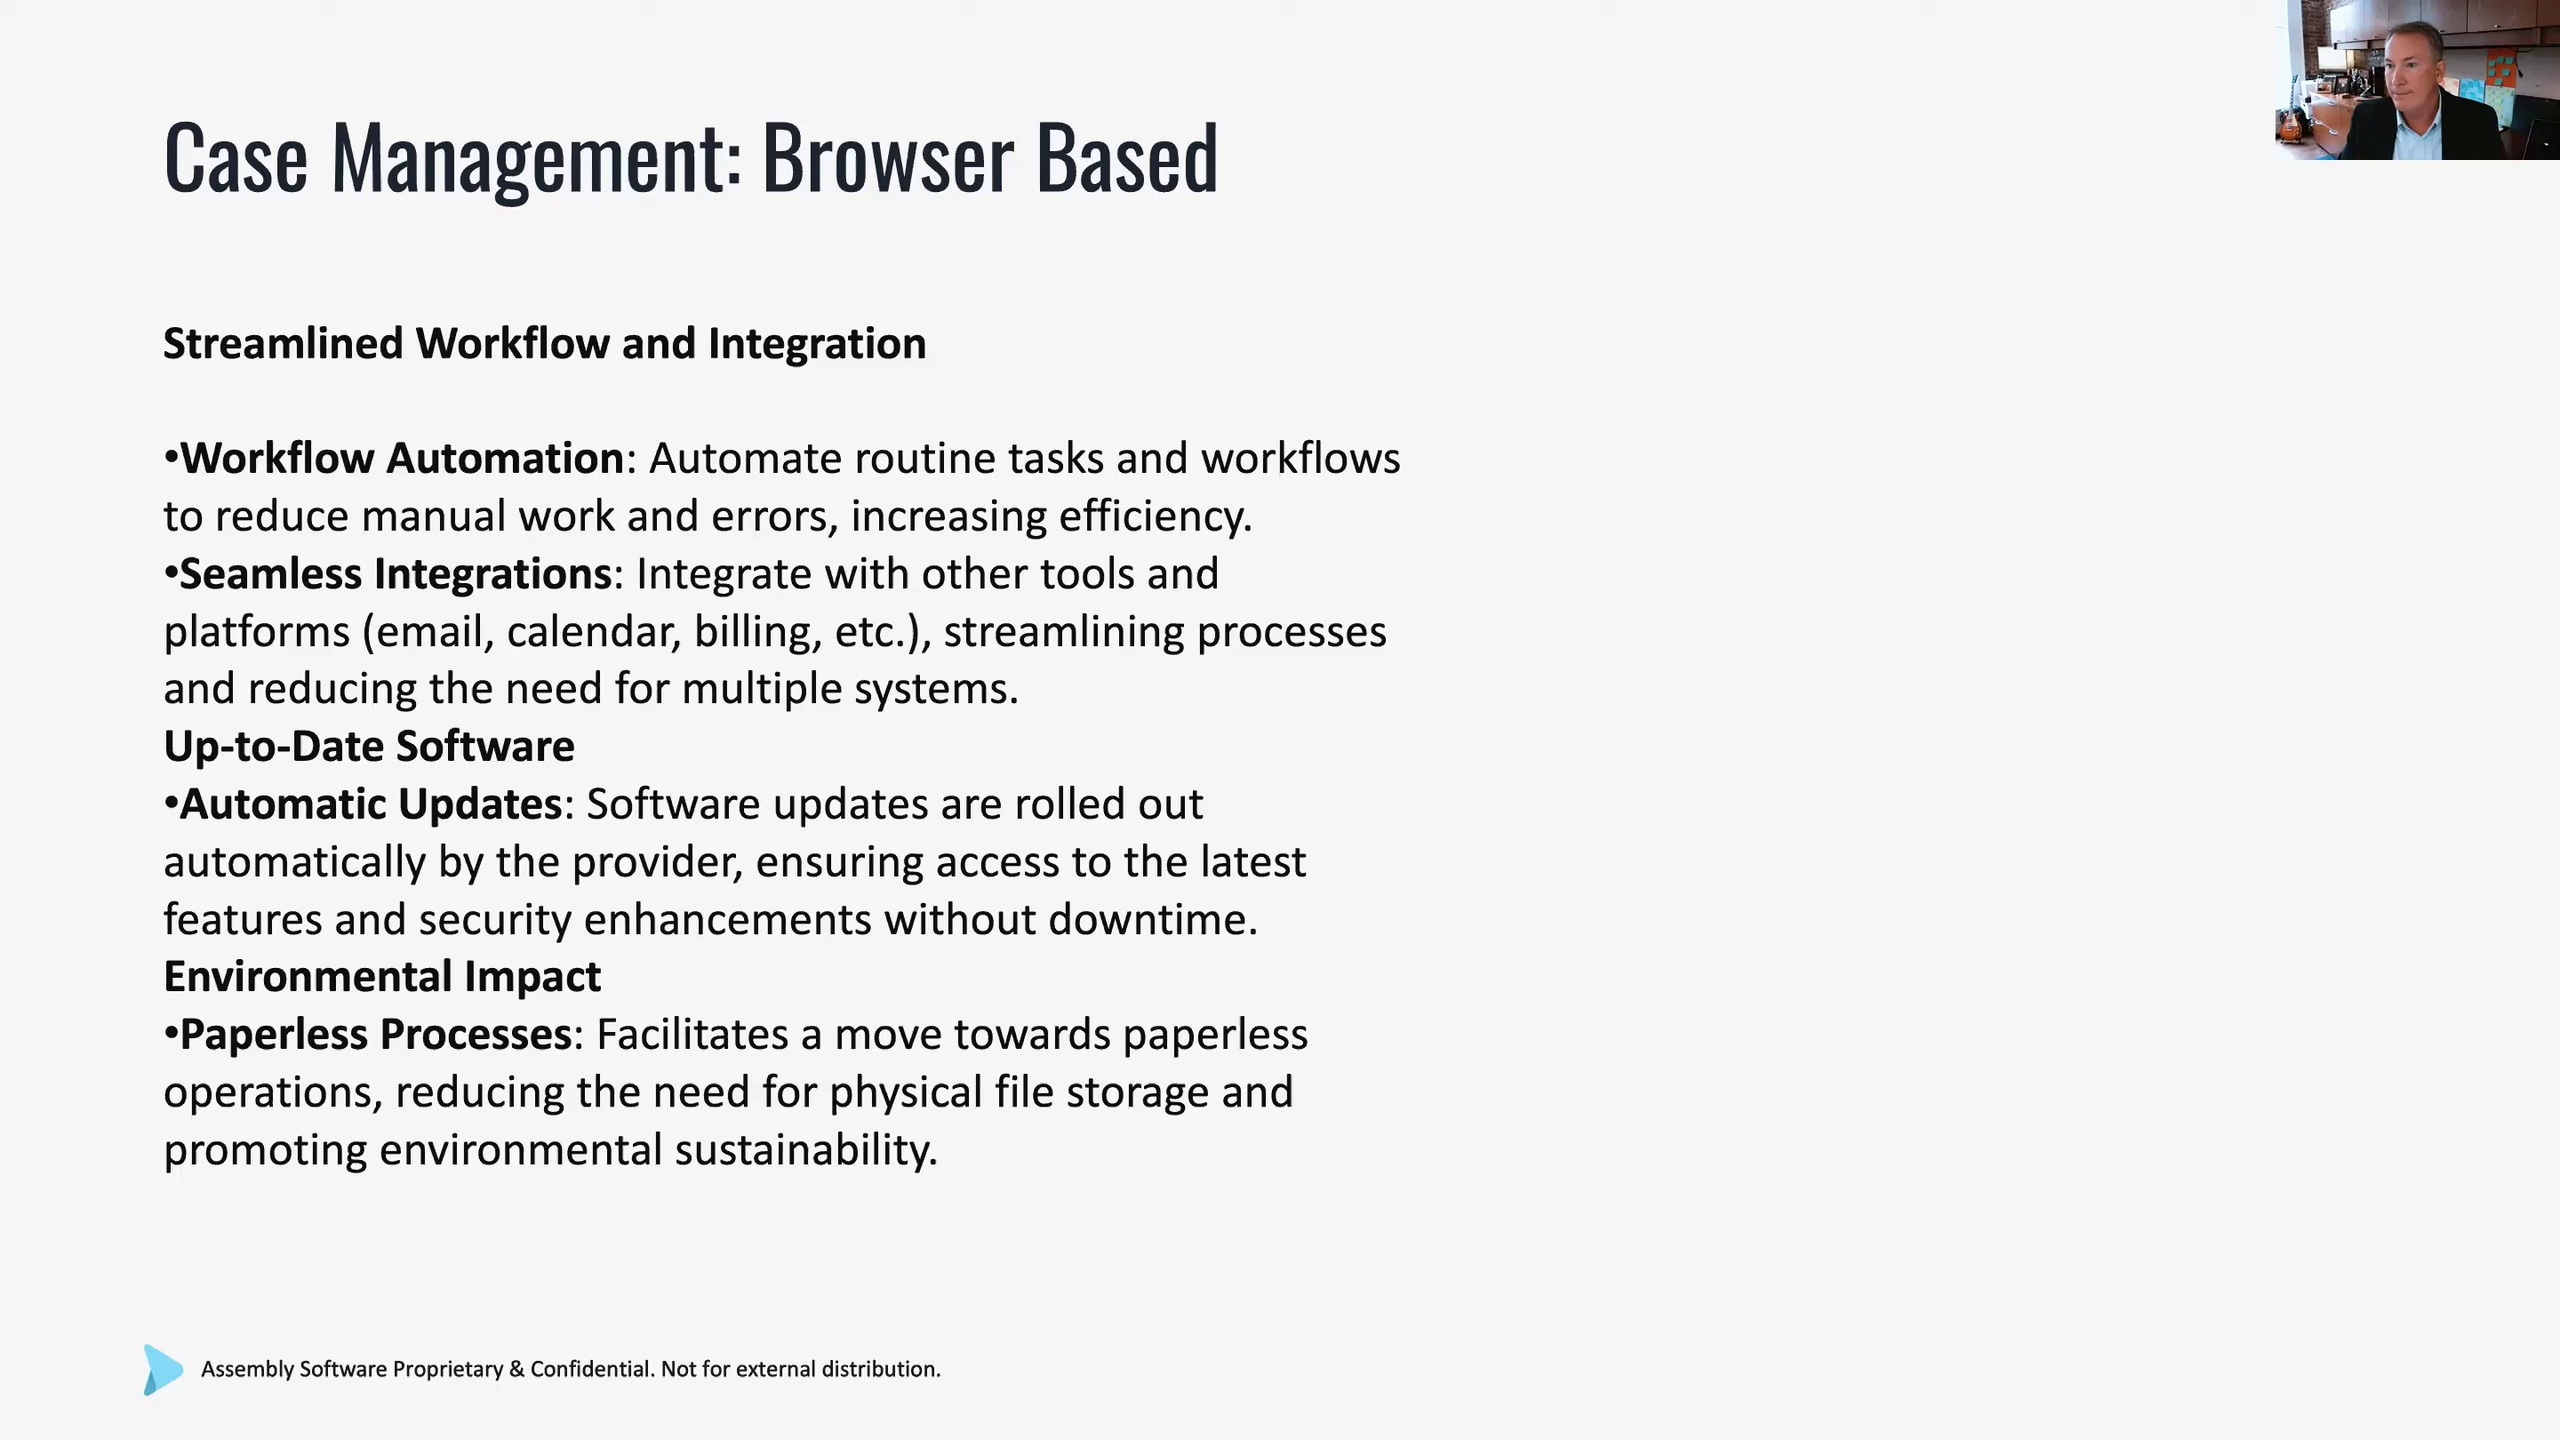 Case Management: Browser Based
Streamlined Workflow and Integration
•Workflow Automation: Automate routine tasks and workflows
to reduce manual work and errors, increasing efficiency.
•Seamless Integrations: Integrate with other tools and
platforms (email, calendar, billing, etc.), streamlining processes
and reducing the need for multiple systems.
Up-to-Date Software
•Automatic Updates: Software updates are rolled out
automatically by the provider, ensuring access to the latest
features and security enhancements without downtime.
Environmental Impact
•Paperless Processes: Facilitates a move towards paperless
operations, reducing the need for physical file storage and
promoting environmental sustainability.
Assembly Software Proprietary & Confidential. Not for external distribution.